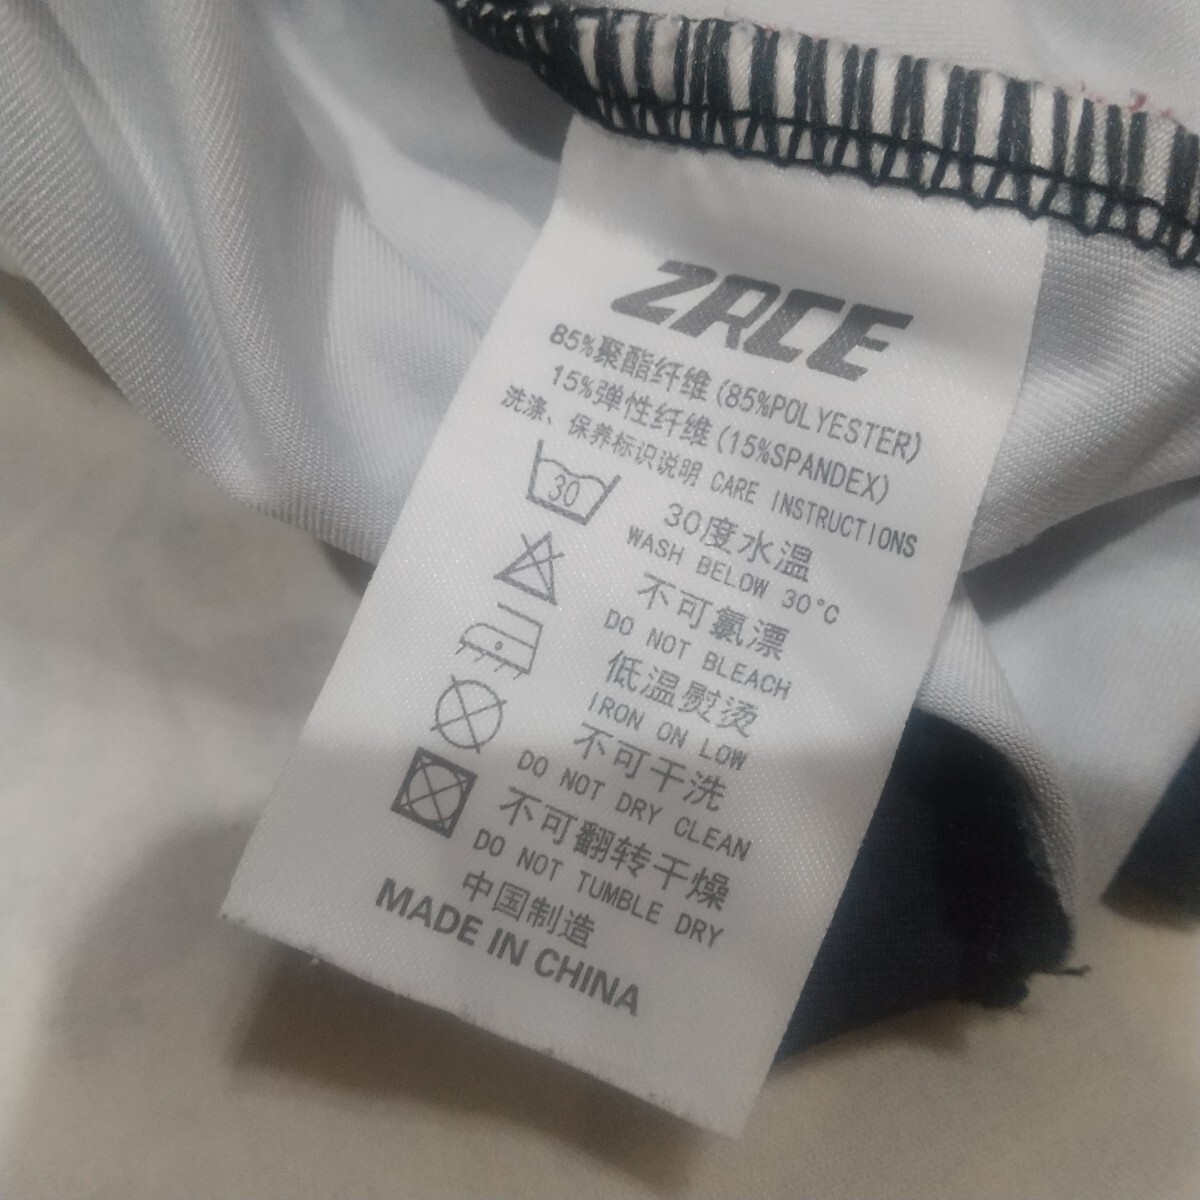 ZRCE
85%聚酯纤维(85%POLYESTER)
15%弹性纤维(15%SPANDEX)
洗涤、保养标识说明 CARE INSTRUCTIONS
30 30度水温
WASH BELOW 30°C
不可氯漂
DO NOT BLEACH
低温熨烫
IRON ON LOW
不可干洗
DO NOT DRY CLEAN
不可翻转干燥
DO NOT TUMBLE DRY
中国制造
MADE IN CHINA